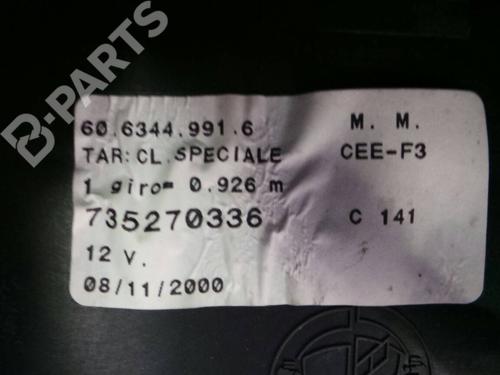 B-PARTS
60.6344.991.6 M. M.
TAR: CL. SPECIALE CEE-F3
1 giro= 0.926 m
735270336 C 141
12 v.
08/11/2000